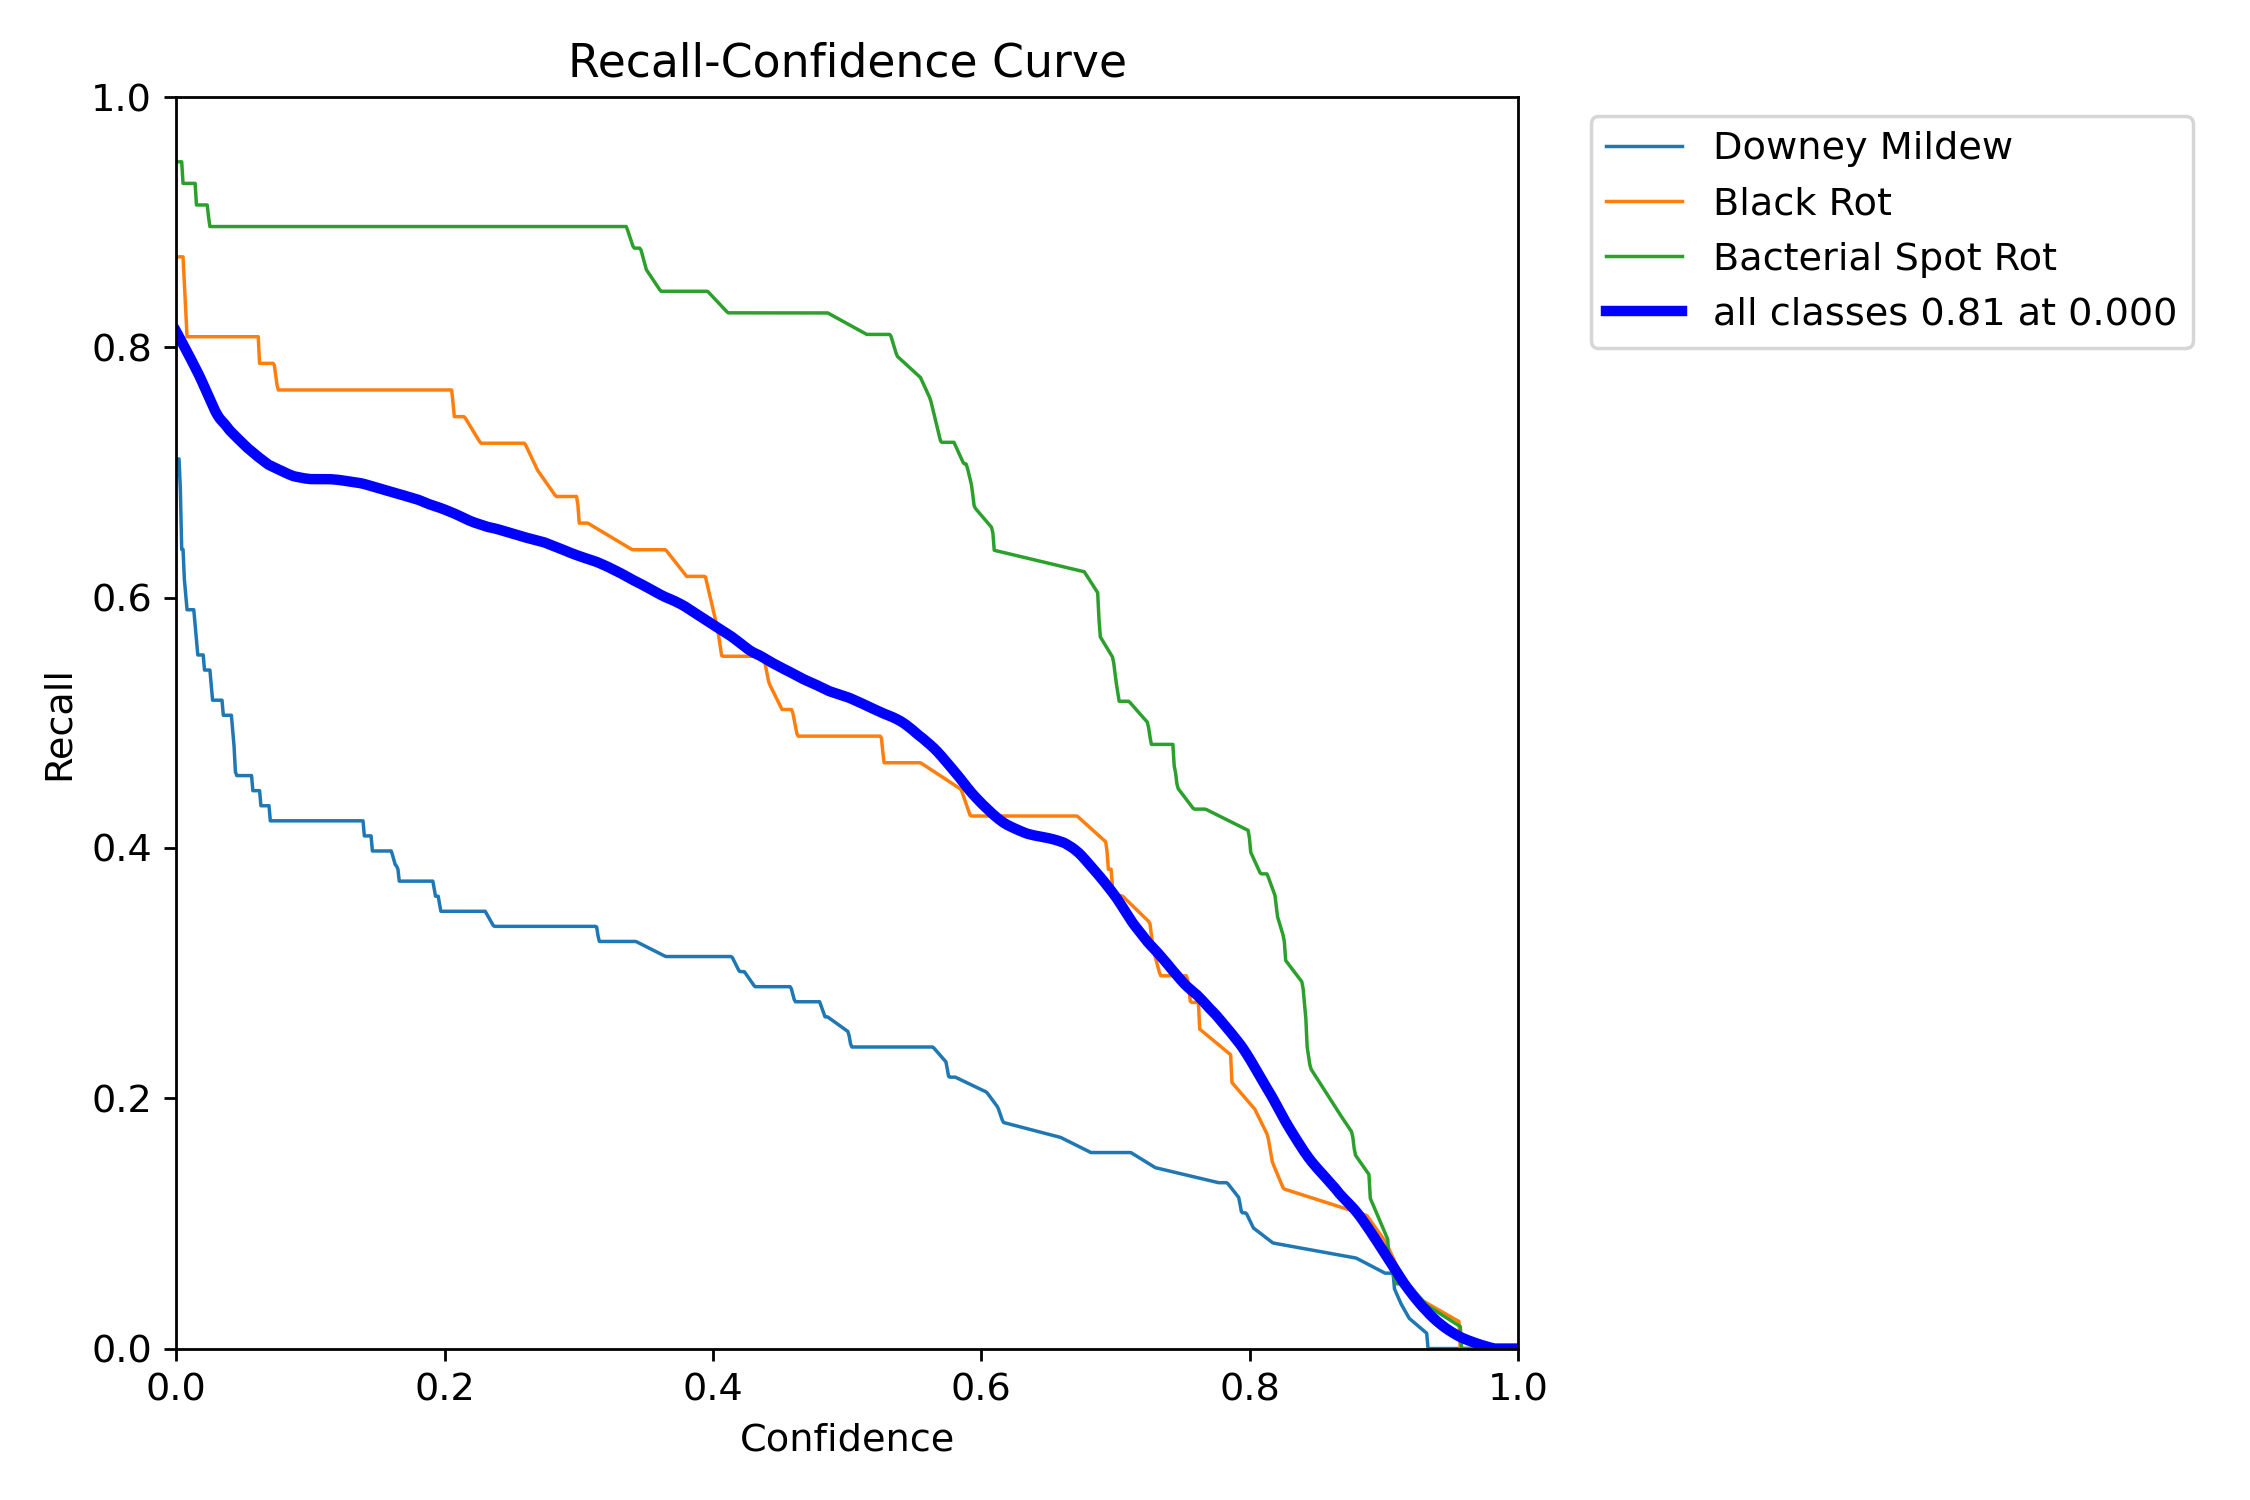 Recall-Confidence Curve
1.0
0.8
0.6
0.4
0.2
0.0
Recall
0.0 0.2 0.4 0.6 0.8 1.0
Confidence
Downey Mildew
Black Rot
Bacterial Spot Rot
all classes 0.81 at 0.000